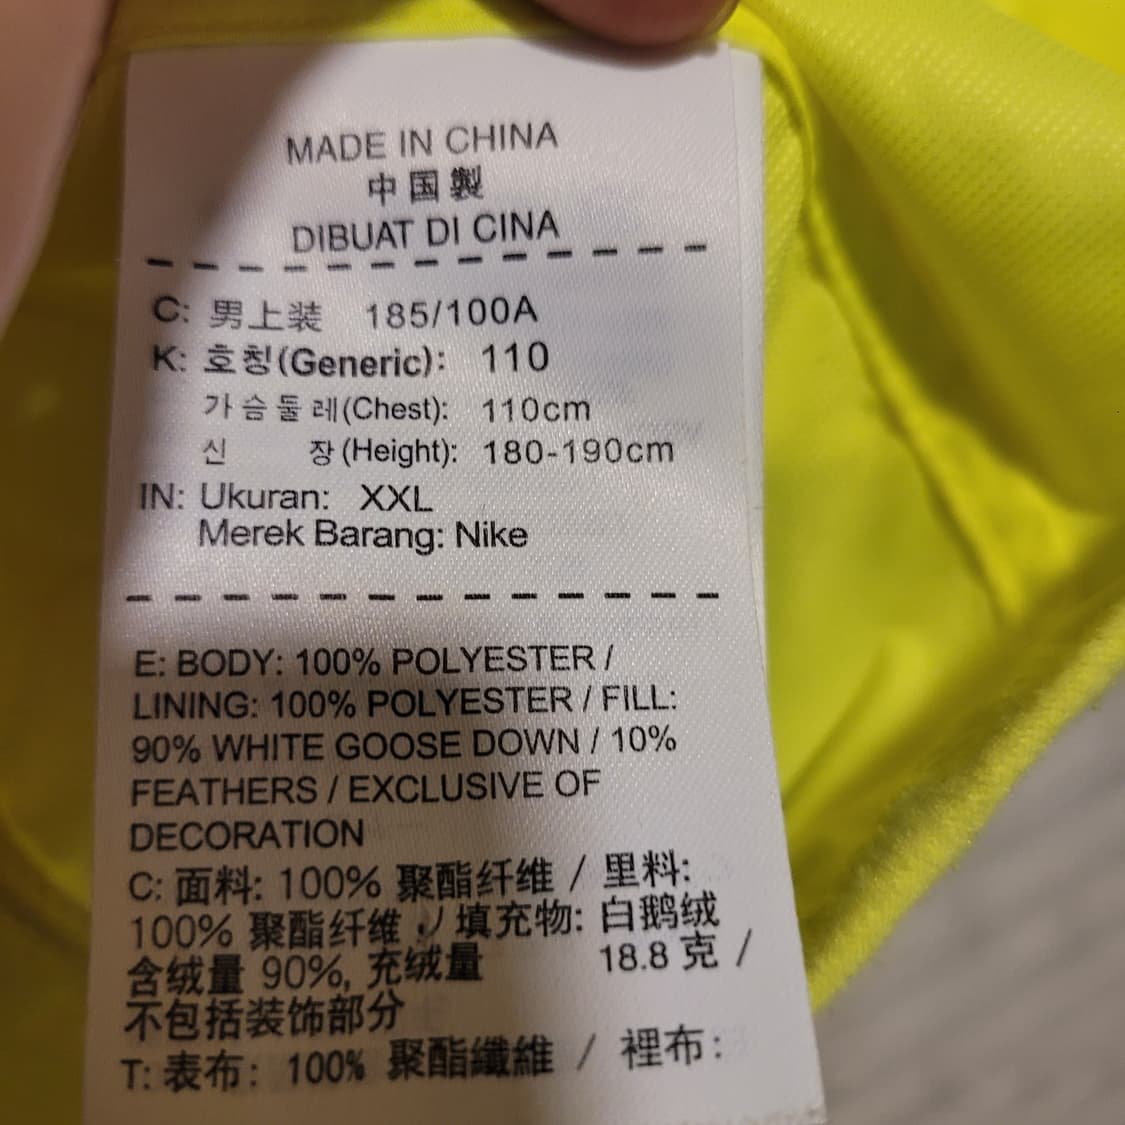 MADE IN CHINA
中国製
DIBUAT DI CINA
C: 男上装 185/100A
K: 호칭(Generic): 110
가슴둘레(Chest): 110cm
신 장(Height): 180-190cm
IN: Ukuran: XXL
Merek Barang: Nike
E: BODY: 100% POLYESTER /
LINING: 100% POLYESTER / FILL:
90% WHITE GOOSE DOWN / 10%
FEATHERS / EXCLUSIVE OF
DECORATION
C: 面料: 100% 聚酯纤维 / 里料:
100% 聚酯纤维 / 填充物: 白鹅绒
含绒量 90%, 充绒量 18.8 克 /
不包括装饰部分
T: 表布: 100% 聚酯纖維 / 裡布: